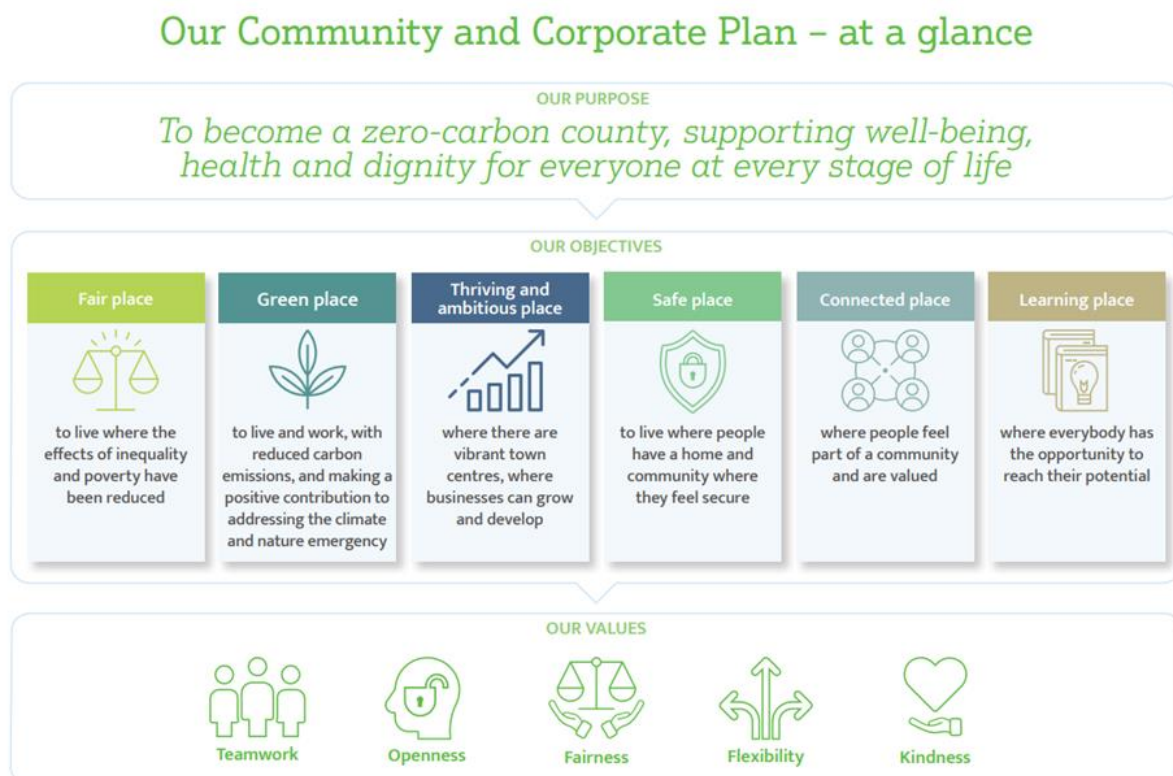 Our Community and Corporate Plan – at a glance
OUR PURPOSE
To become a zero-carbon county, supporting well-being,
health and dignity for everyone at every stage of life
OUR OBJECTIVES
Fair place
to live where the
effects of inequality
and poverty have
been reduced
Green place
to live and work, with
reduced carbon
emissions, and making a
positive contribution to
addressing the climate
and nature emergency
Thriving and
ambitious place
where there are
vibrant town
centres, where
businesses can grow
and develop
Safe place
to live where people
have a home and
community where
they feel secure
Connected place
where people feel
part of a community
and are valued
Learning place
where everybody has
the opportunity to
reach their potential
OUR VALUES
Teamwork
Openness
Fairness
Flexibility
Kindness